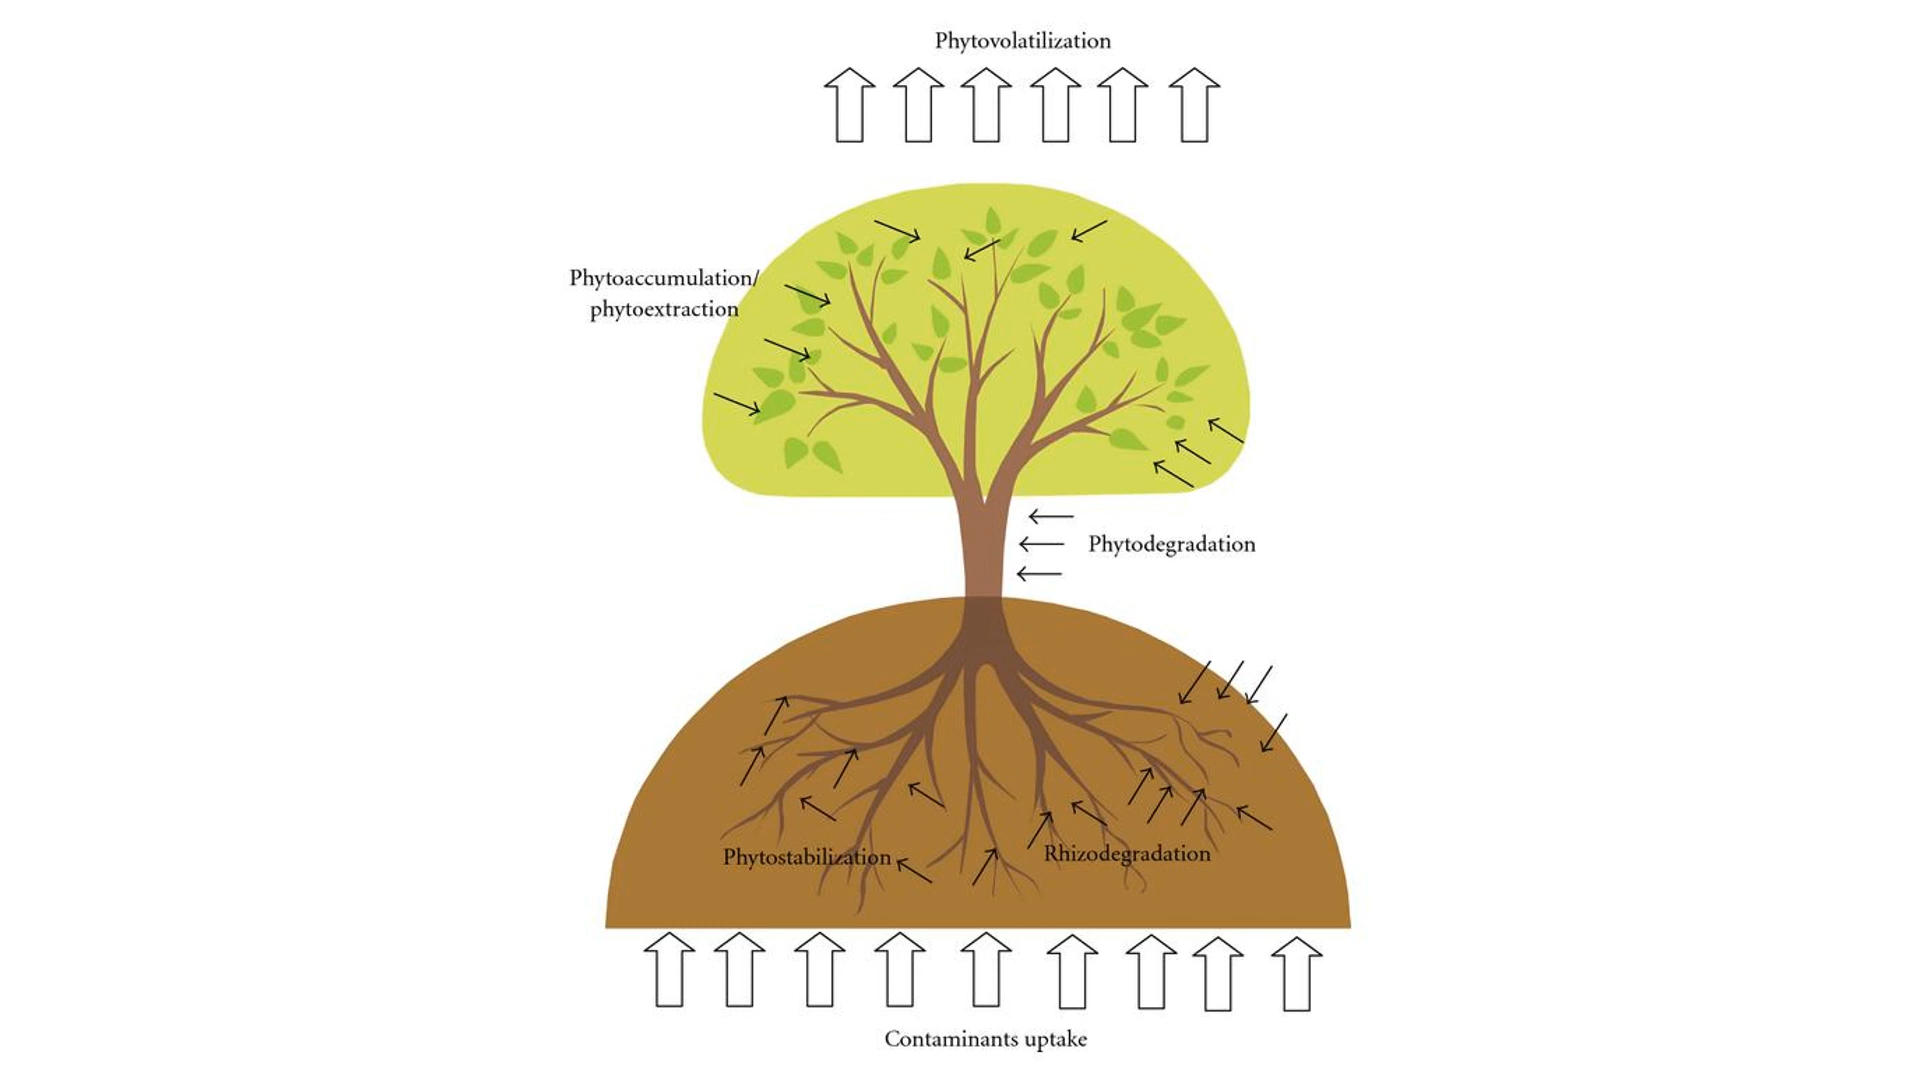 Phytovolatilization
Phytoaccumulation/
phytoextraction
Phytodegradation
Phytostabilization
Rhizodegradation
Contaminants uptake